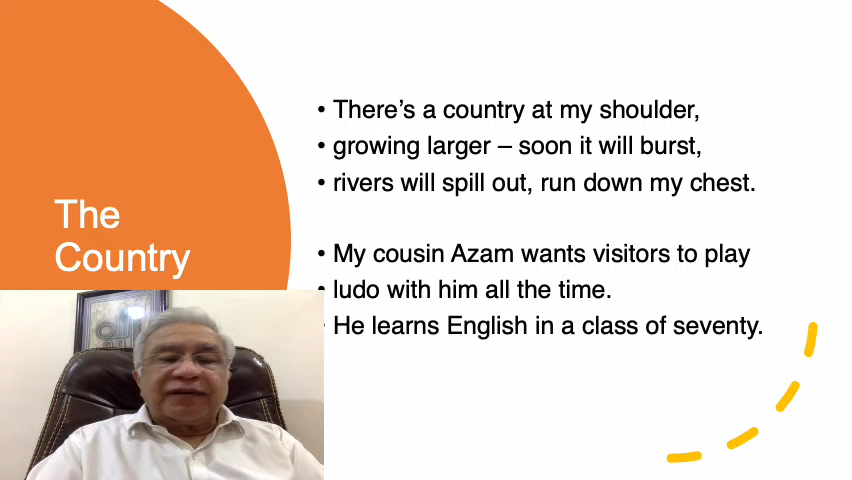 The
Country
• There’s a country at my shoulder,
• growing larger – soon it will burst,
• rivers will spill out, run down my chest.
• My cousin Azam wants visitors to play
• ludo with him all the time.
• He learns English in a class of seventy.